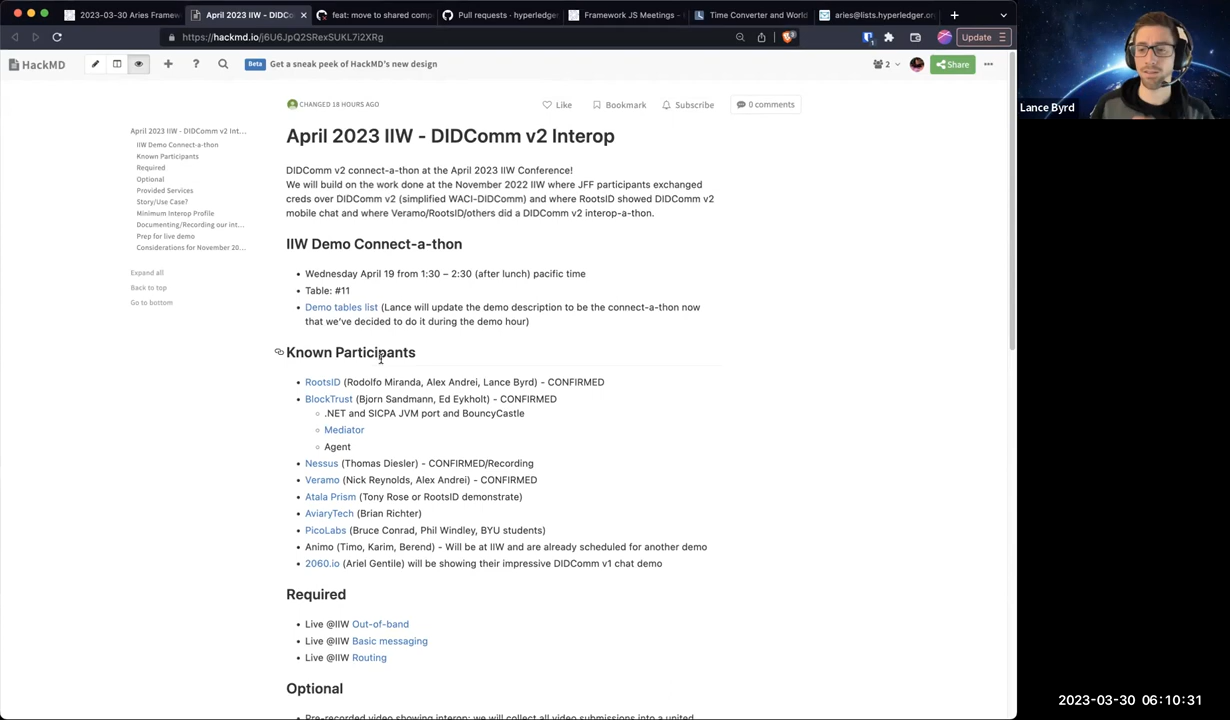 2023-03-30 Aries Framew
April 2023 IIW - DIDCo
feat: move to shared comp
Pull requests · hyperledger
Framework JS Meetings -
Time Converter and World
aries@lists.hyperledger.or
https://hackmd.io/j6U6JpQ2SRexSUKL7i2XRg
Update
HackMD
Beta Get a sneak peek of HackMD's new design
2
Share
CHANGED 18 HOURS AGO
Like
Bookmark
Subscribe
0 comments
April 2023 IIW - DIDComm v2 Int...
IIW Demo Connect-a-thon
Known Participants
Required
Optional
Provided Services
Story/Use Case?
Minimum Interop Profile
Documenting/Recording our int...
Prep for live demo
Considerations for November 20...
Expand all
Back to top
Go to bottom
April 2023 IIW - DIDComm v2 Interop
DIDComm v2 connect-a-thon at the April 2023 IIW Conference!
We will build on the work done at the November 2022 IIW where JFF participants exchanged
creds over DIDComm v2 (simplified WACI-DIDComm) and where RootsID showed DIDComm v2
mobile chat and where Veramo/RootsID/others did a DIDComm v2 interop-a-thon.
IIW Demo Connect-a-thon
• Wednesday April 19 from 1:30 – 2:30 (after lunch) pacific time
• Table: #11
• Demo tables list (Lance will update the demo description to be the connect-a-thon now
that we've decided to do it during the demo hour)
Known Participants
• RootsID (Rodolfo Miranda, Alex Andrei, Lance Byrd) - CONFIRMED
• BlockTrust (Bjorn Sandmann, Ed Eykholt) - CONFIRMED
◦ .NET and SICPA JVM port and BouncyCastle
◦ Mediator
◦ Agent
• Nessus (Thomas Diesler) - CONFIRMED/Recording
• Veramo (Nick Reynolds, Alex Andrei) - CONFIRMED
• Atala Prism (Tony Rose or RootsID demonstrate)
• AviaryTech (Brian Richter)
• PicoLabs (Bruce Conrad, Phil Windley, BYU students)
• Animo (Timo, Karim, Berend) - Will be at IIW and are already scheduled for another demo
• 2060.io (Ariel Gentile) will be showing their impressive DIDComm v1 chat demo
Required
• Live @IIW Out-of-band
• Live @IIW Basic messaging
• Live @IIW Routing
Optional
• Pre-recorded video showing interop: we will collect all video submissions into a united
Lance Byrd
2023-03-30 06:10:31